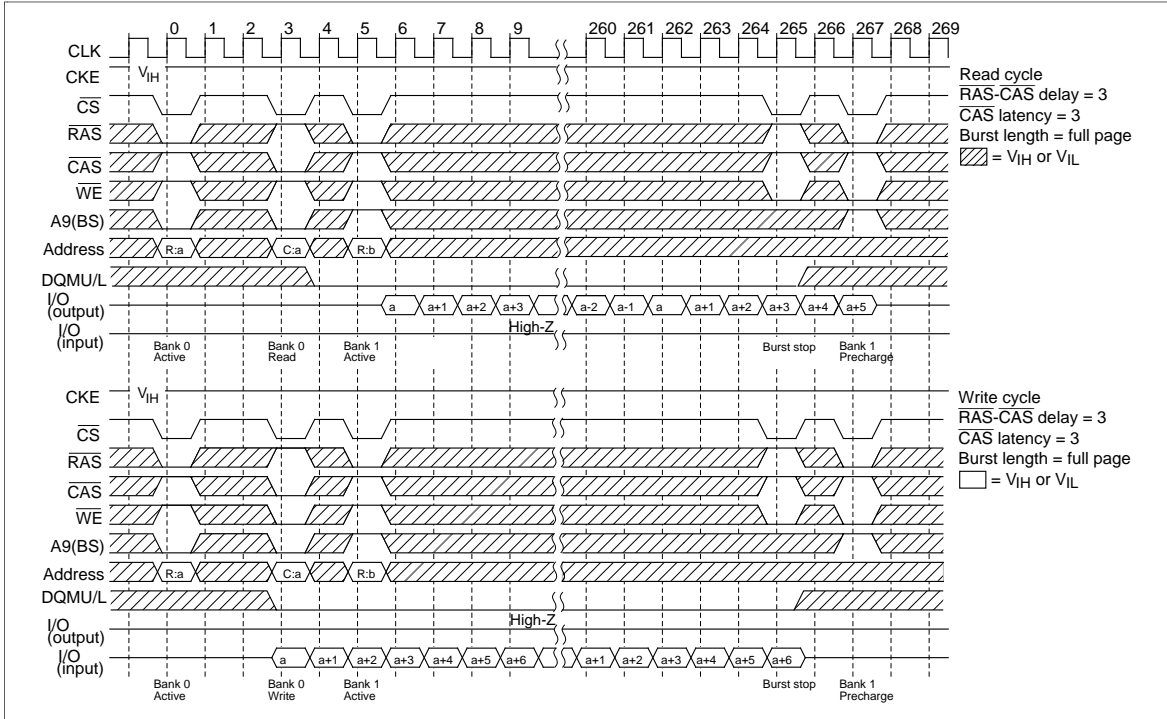 0 1 2 3 4 5 6 7 8 9 260 261 262 263 264 265 266 267 268 269
CLK
CKE VIH
CS
RAS
CAS
WE
A9(BS)
Address R:a C:a R:b
DQMU/L
I/O (output) a a+1 a+2 a+3 a-2 a-1 a a+1 a+2 a+3 a+4 a+5
High-Z
I/O (input)
Bank 0 Active
Bank 0 Read
Bank 1 Active
Burst stop
Bank 1 Precharge
Read cycle
RAS-CAS delay = 3
CAS latency = 3
Burst length = full page
= VIH or VIL
CKE VIH
CS
RAS
CAS
WE
A9(BS)
Address R:a C:a R:b
DQMU/L
High-Z
I/O (output)
I/O (input) a a+1 a+2 a+3 a+4 a+5 a+6 a+1 a+2 a+3 a+4 a+5 a+6
Bank 0 Active
Bank 0 Write
Bank 1 Active
Burst stop
Bank 1 Precharge
Write cycle
RAS-CAS delay = 3
CAS latency = 3
Burst length = full page
= VIH or VIL